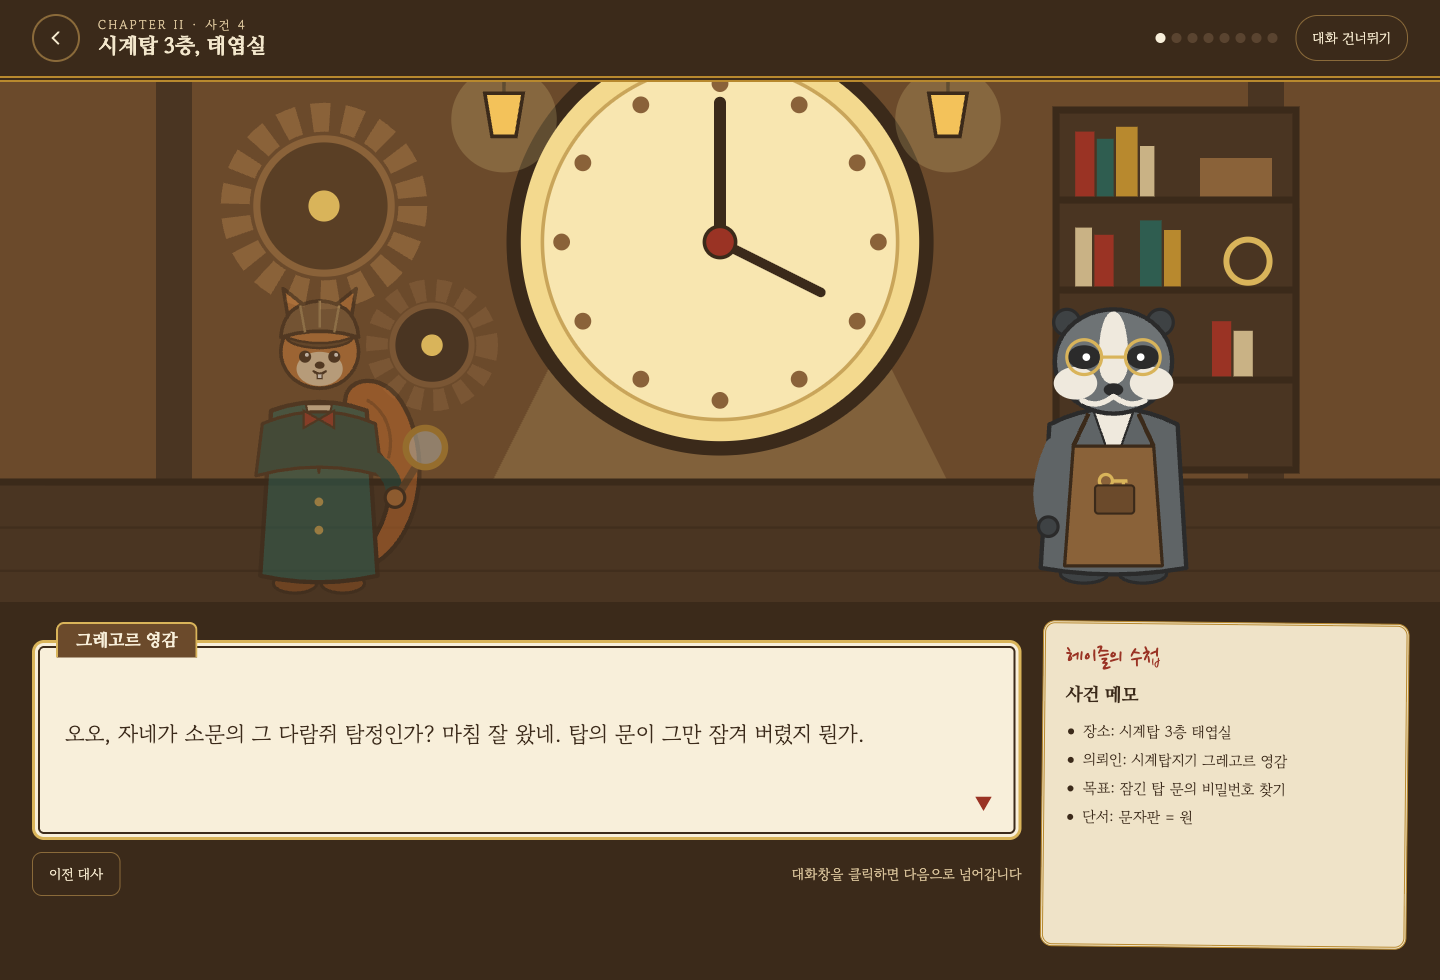 CHAPTER II · 사건 4
시계탑 3층, 태엽실
대화 건너뛰기
그레고르 영감
오오, 자네가 소문의 그 다람쥐 탐정인가? 마침 잘 왔네. 탑의 문이 그만 잠겨 버렸지 뭔가.
이전 대사
대화창을 클릭하면 다음으로 넘어갑니다
헤이즐의 수첩
사건 메모
장소: 시계탑 3층 태엽실
의뢰인: 시계탑지기 그레고르 영감
목표: 잠긴 탑 문의 비밀번호 찾기
단서: 문자판 = 원